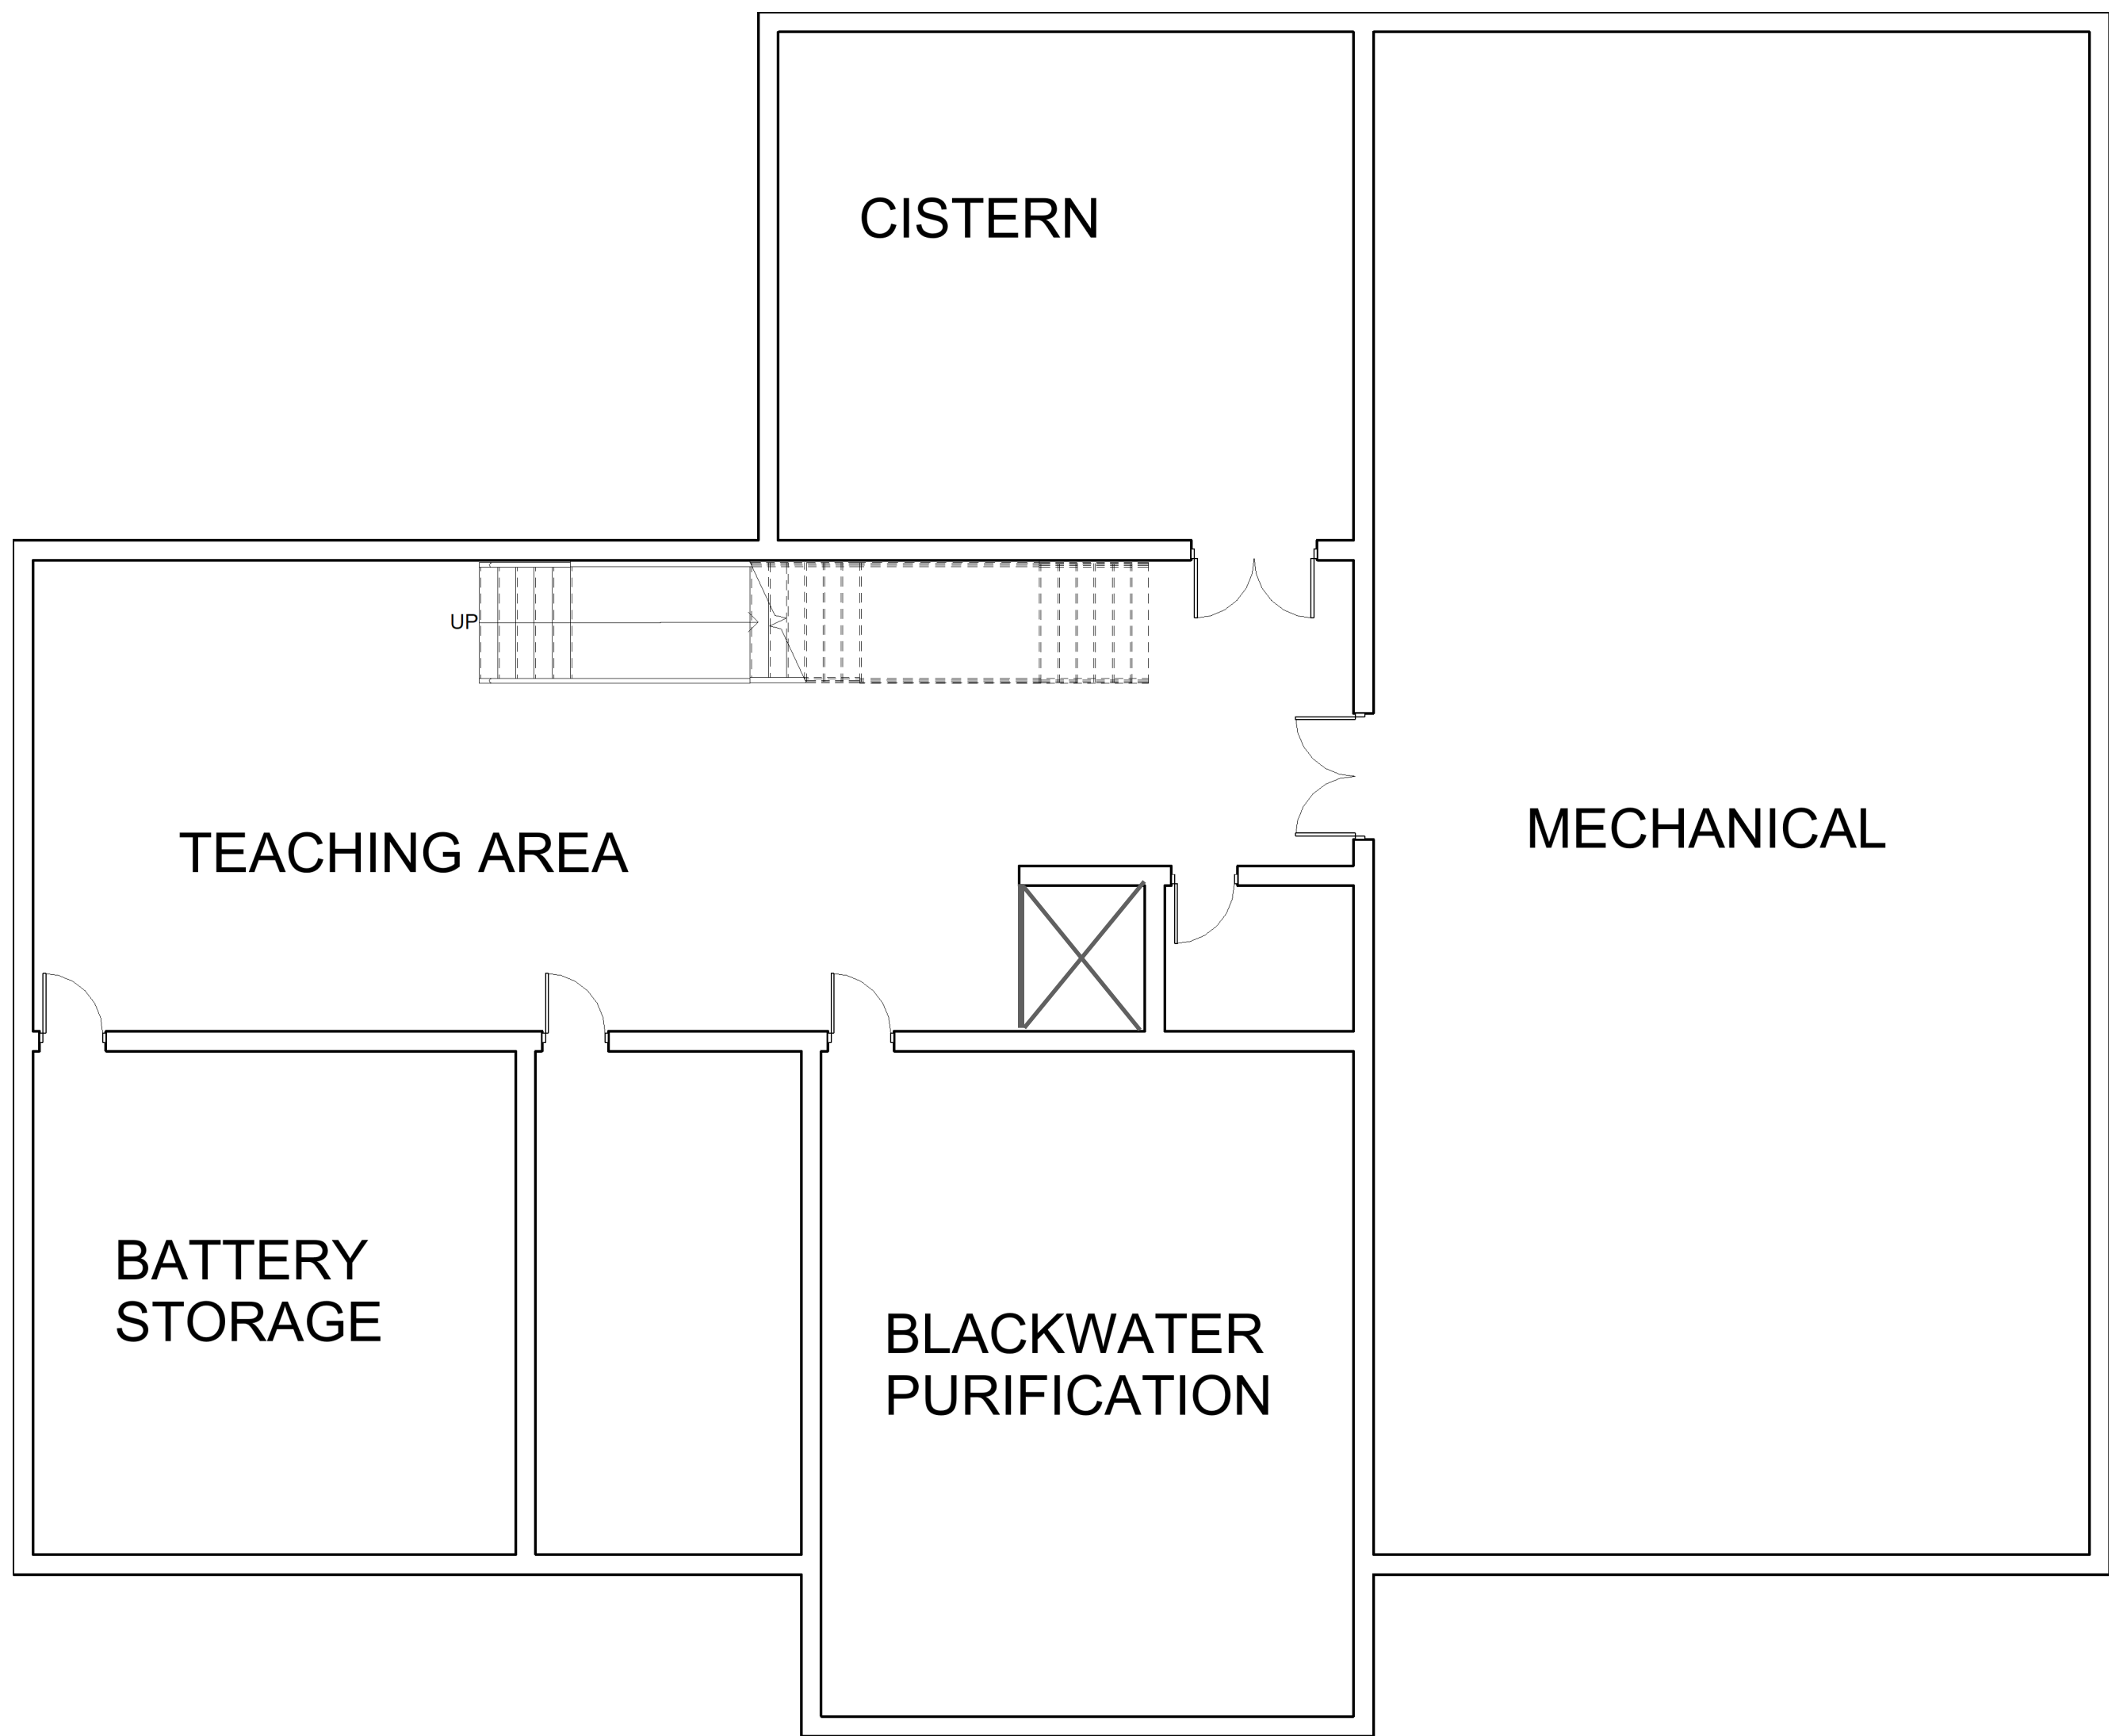 CISTERN
UP
TEACHING AREA
MECHANICAL
BATTERY
STORAGE
BLACKWATER
PURIFICATION